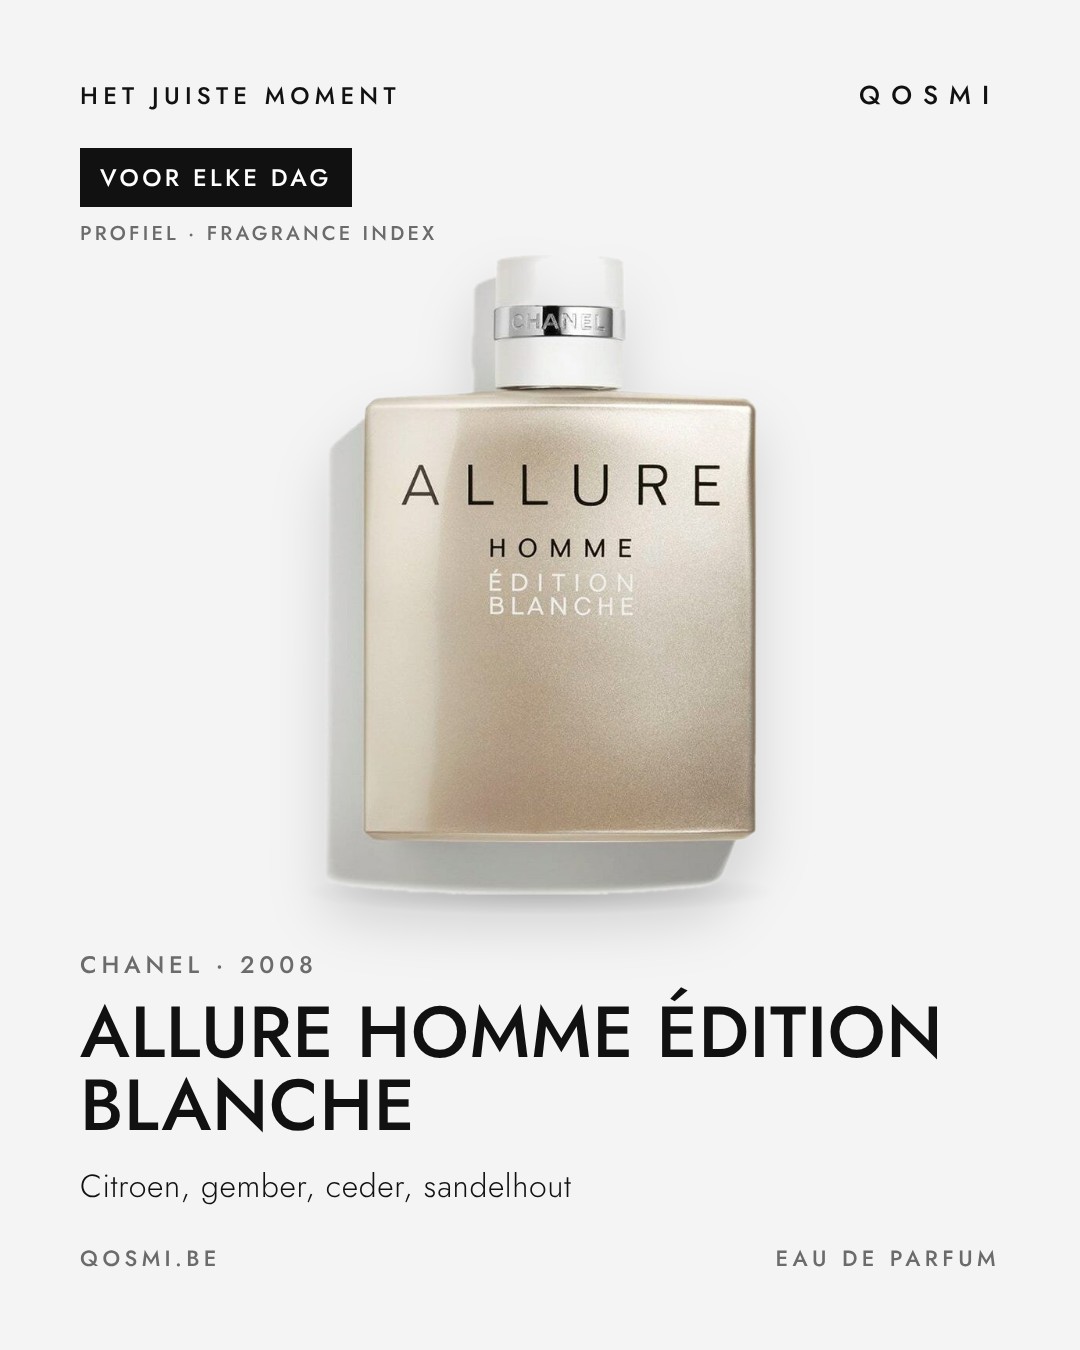 HET JUISTE MOMENT
QOSMI
VOOR ELKE DAG
PROFIEL · FRAGRANCE INDEX
CHANEL
ALLURE
HOMME
ÉDITION
BLANCHE
CHANEL · 2008
ALLURE HOMME ÉDITION
BLANCHE
Citroen, gember, ceder, sandelhout
QOSMI.BE
EAU DE PARFUM